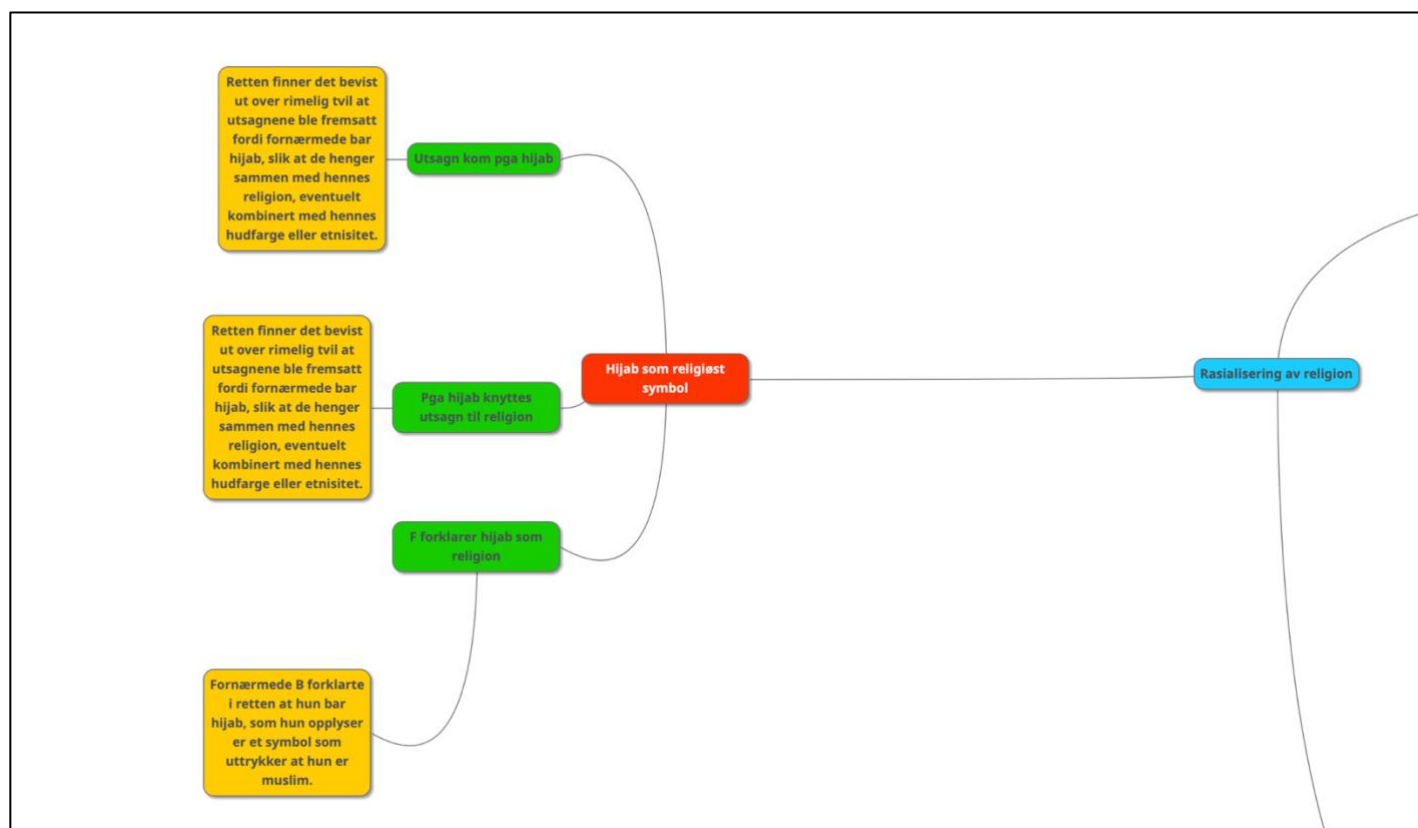 Retten finner det bevist
ut over rimelig tvil at
utsagnene ble fremsatt
fordi fornærmede bar
hijab, slik at de henger
sammen med hennes
religion, eventuelt
kombinert med hennes
hudfarge eller etnisitet.
Utsagn kom pga hijab
Retten finner det bevist
ut over rimelig tvil at
utsagnene ble fremsatt
fordi fornærmede bar
hijab, slik at de henger
sammen med hennes
religion, eventuelt
kombinert med hennes
hudfarge eller etnisitet.
Pga hijab knyttes
utsagn til religion
Hijab som religiøst
symbol
Rasialisering av religion
F forklarer hijab som
religion
Fornærmede B forklarte
i retten at hun bar
hijab, som hun opplyser
er et symbol som
uttrykker at hun er
muslim.